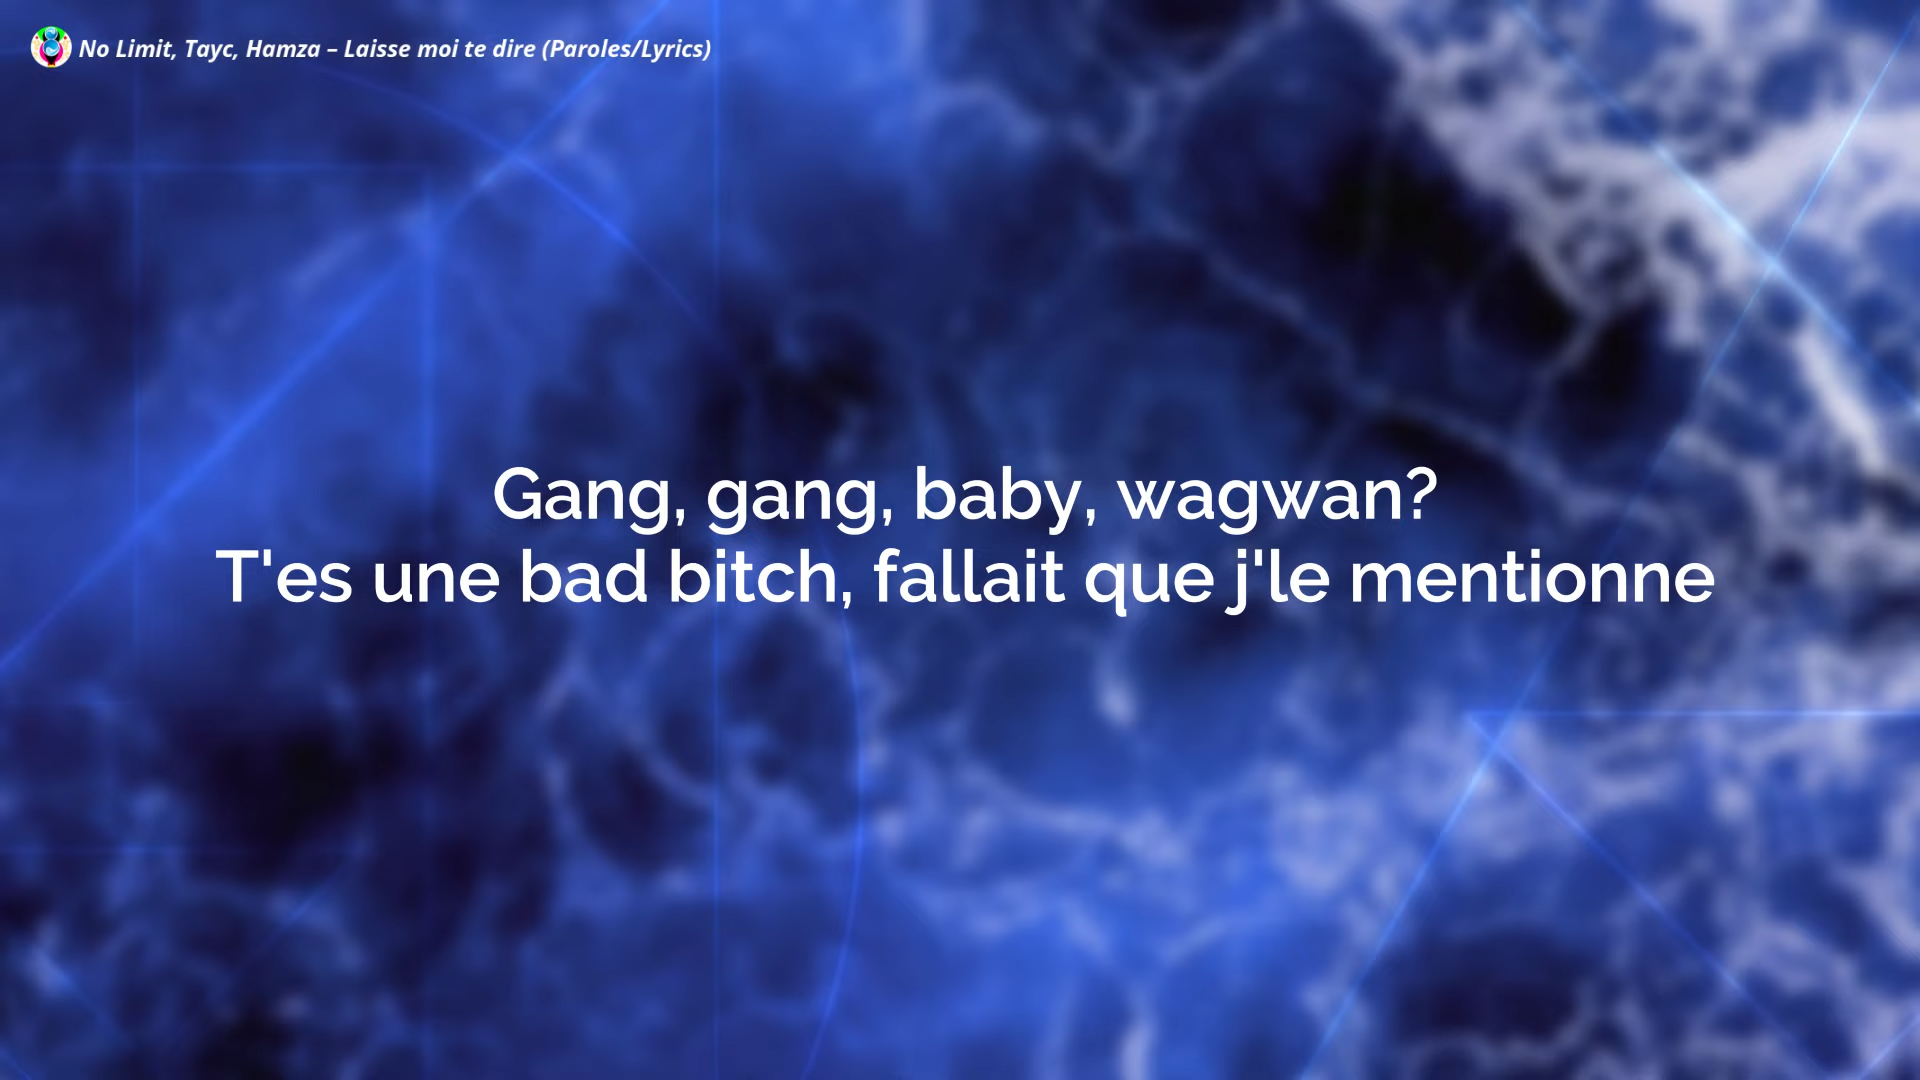 No Limit, Tayc, Hamza – Laisse moi te dire (Paroles/Lyrics)
Gang, gang, baby, wagwan?
T'es une bad bitch, fallait que j'le mentionne